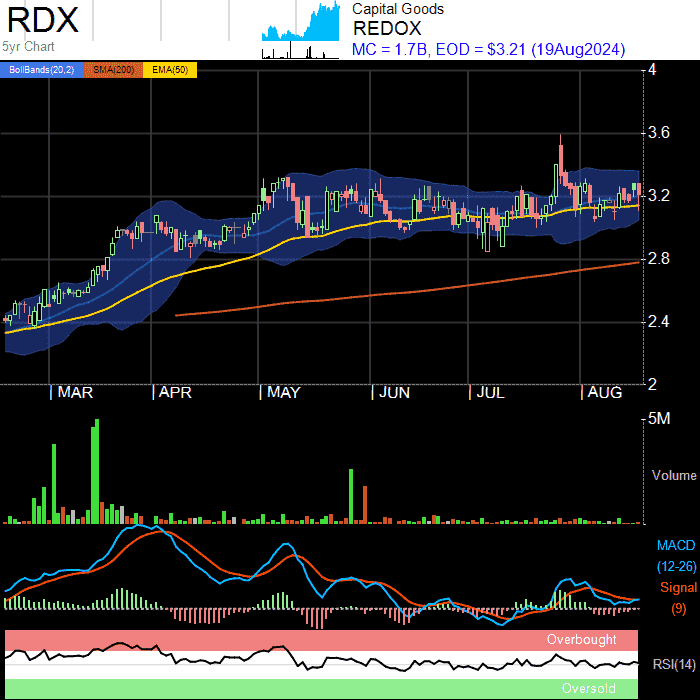 RDX
5yr Chart
Capital Goods
REDOX
MC = 1.7B, EOD = $3.21 (19Aug2024)
BollBands(20,2) SMA(200) EMA(50)
4
3.6
3.2
2.8
2.4
2
MAR APR MAY JUN JUL AUG
5M
Volume
MACD
(12-26)
Signal
(9)
Overbought
RSI(14)
Oversold